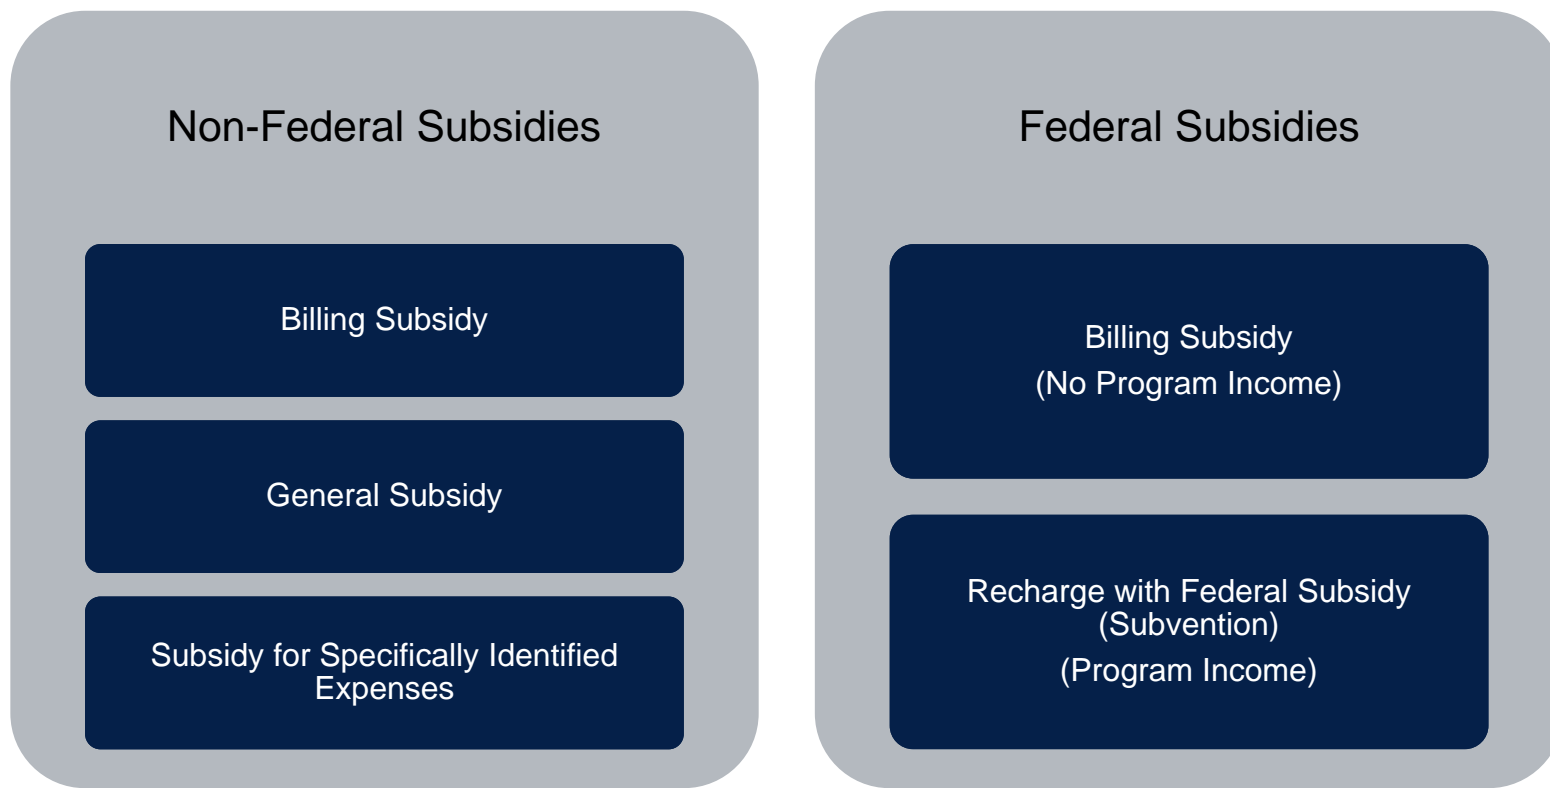 Non-Federal Subsidies
Billing Subsidy
General Subsidy
Subsidy for Specifically Identified
Expenses
Federal Subsidies
Billing Subsidy
(No Program Income)
Recharge with Federal Subsidy
(Subvention)
(Program Income)